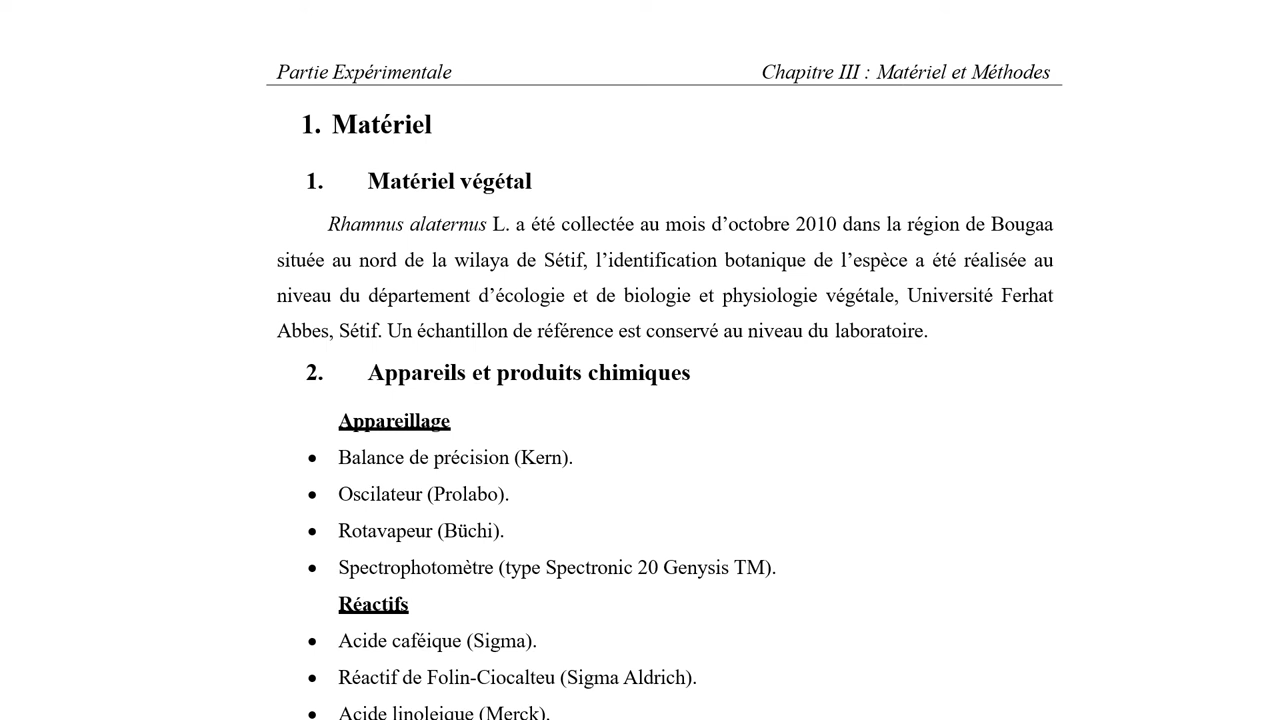 Partie Expérimentale Chapitre III : Matériel et Méthodes
1. Matériel
1. Matériel végétal
Rhamnus alaternus L. a été collectée au mois d’octobre 2010 dans la région de Bougaa
située au nord de la wilaya de Sétif, l’identification botanique de l’espèce a été réalisée au
niveau du département d’écologie et de biologie et physiologie végétale, Université Ferhat
Abbes, Sétif. Un échantillon de référence est conservé au niveau du laboratoire.
2. Appareils et produits chimiques
Appareillage
• Balance de précision (Kern).
• Oscilateur (Prolabo).
• Rotavapeur (Büchi).
• Spectrophotomètre (type Spectronic 20 Genysis TM).
Réactifs
• Acide caféique (Sigma).
• Réactif de Folin-Ciocalteu (Sigma Aldrich).
• Acide linoleique (Merck).